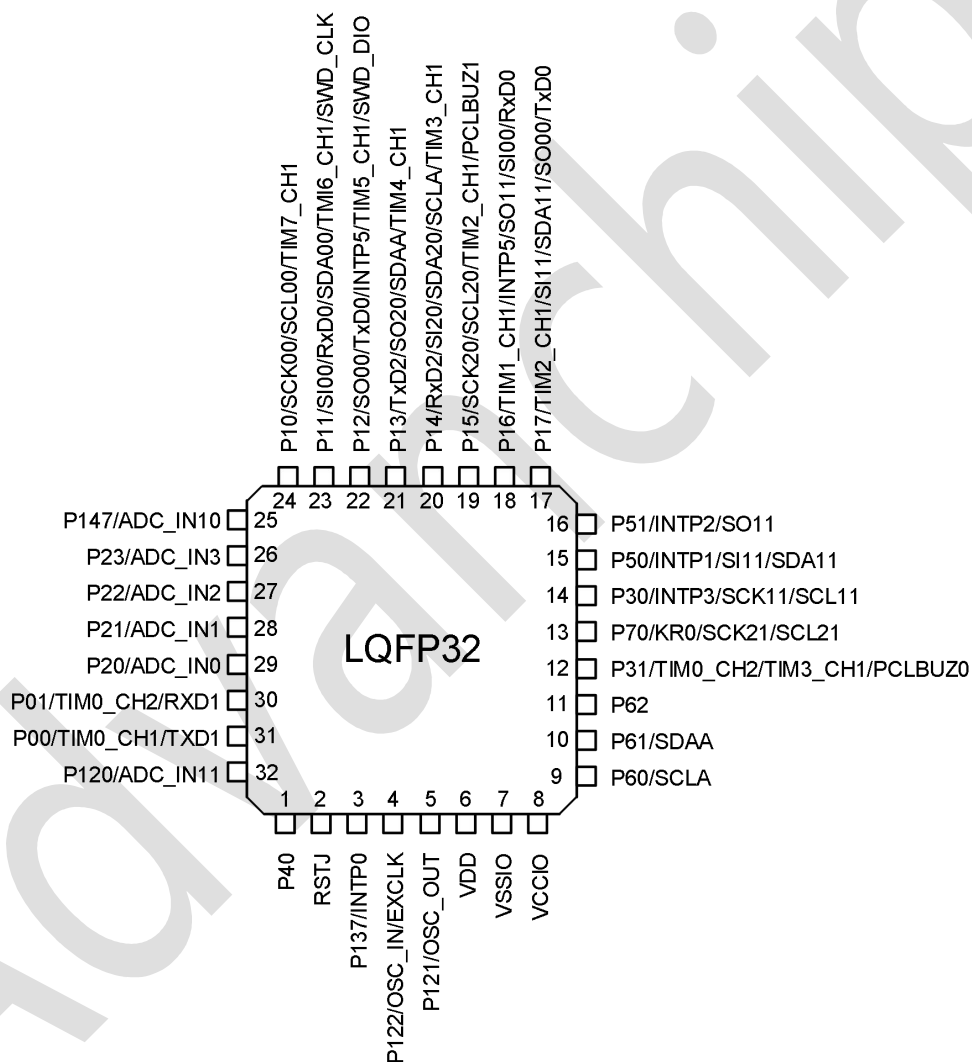 P10/SCK00/SCL00/TIM7_CH1
P11/SI00/RxD0/SDA00/TMI6_CH1/SWD_CLK
P12/SO00/TxD0/INTP5/TIM5_CH1/SWD_DIO
P13/TxD2/SO20/SDAA/TIM4_CH1
P14/RxD2/SI20/SDA20/SCLA/TIM3_CH1
P15/SCK20/SCL20/TIM2_CH1/PCLBUZ1
P16/TIM1_CH1/INTP5/SO11/SI00/RxD0
P17/TIM2_CH1/SI11/SDA11/SO00/TxD0
24 23 22 21 20 19 18 17
P147/ADC_IN10 25
P23/ADC_IN3 26
P22/ADC_IN2 27
P21/ADC_IN1 28
P20/ADC_IN0 29
P01/TIM0_CH2/RXD1 30
P00/TIM0_CH1/TXD1 31
P120/ADC_IN11 32
LQFP32
16 P51/INTP2/SO11
15 P50/INTP1/SI11/SDA11
14 P30/INTP3/SCK11/SCL11
13 P70/KR0/SCK21/SCL21
12 P31/TIM0_CH2/TIM3_CH1/PCLBUZ0
11 P62
10 P61/SDAA
9 P60/SCLA
1 2 3 4 5 6 7 8
P40
RSTJ
P137/INTP0
P122/OSC_IN/EXCLK
P121/OSC_OUT
VDD
VSSIO
VCCIO
Advanchip